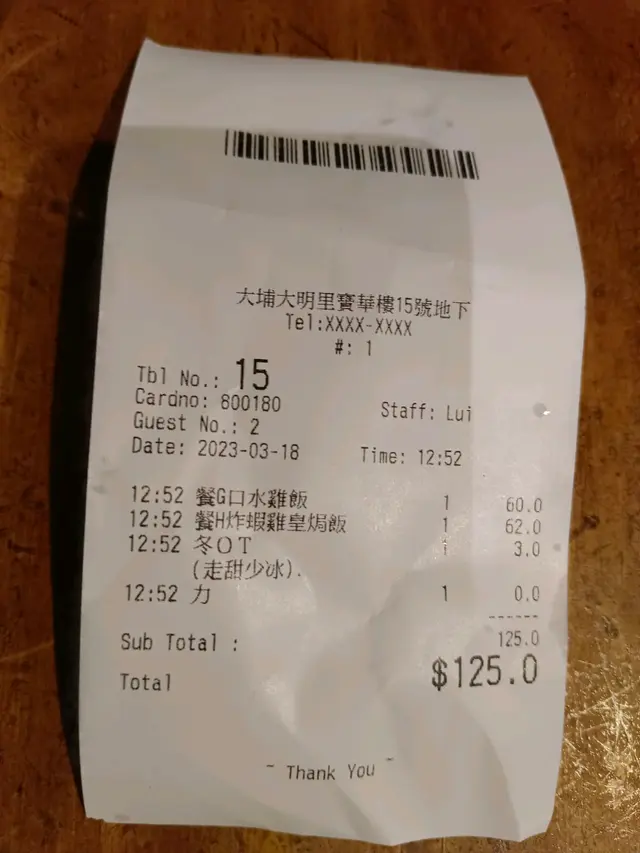 大埔大明里寶華樓15號地下
Tel:XXXX-XXXX
#: 1
Tbl No.: 15
Cardno: 800180
Staff: Lui
Guest No.: 2
Date: 2023-03-18 Time: 12:52
12:52 餐G口水雞飯 1 60.0
12:52 餐H炸蝦雞皇焗飯 1 62.0
12:52 冬OT 1 3.0
(走甜少冰).
12:52 力 1 0.0
------
Sub Total : 125.0
Total $125.0
~ Thank You ~